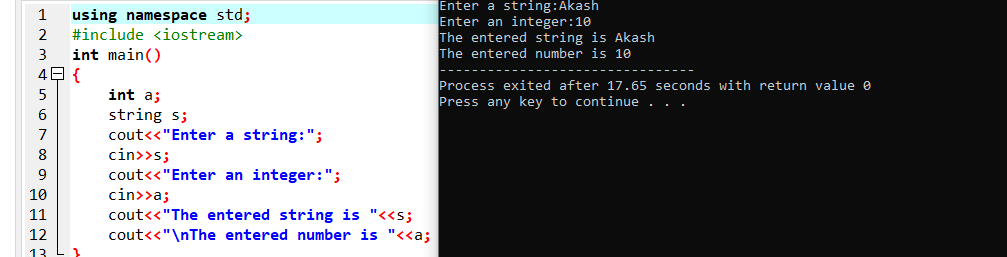 1 using namespace std;
2 #include <iostream>
3 int main()
4 {
5 int a;
6 string s;
7 cout<<"Enter a string:";
8 cin>>s;
9 cout<<"Enter an integer:";
10 cin>>a;
11 cout<<"The entered string is "<<s;
12 cout<<"\nThe entered number is "<<a;
13 }
Enter a string:Akash
Enter an integer:10
The entered string is Akash
The entered number is 10
--------------------------------
Process exited after 17.65 seconds with return value 0
Press any key to continue . . .